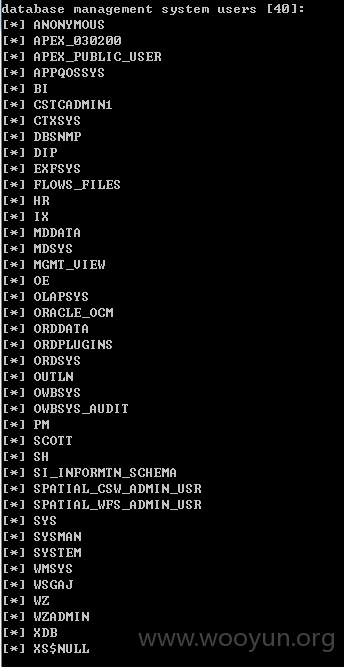 database management system users [40]:
[*] ANONYMOUS
[*] APEX_030200
[*] APEX_PUBLIC_USER
[*] APPQOSSYS
[*] BI
[*] CSTCADMIN1
[*] CTXSYS
[*] DBSNMP
[*] DIP
[*] EXFSYS
[*] FLOWS_FILES
[*] HR
[*] IX
[*] MDDATA
[*] MDSYS
[*] MGMT_VIEW
[*] OE
[*] OLAPSYS
[*] ORACLE_OCM
[*] ORDDATA
[*] ORDPLUGINS
[*] ORDSYS
[*] OUTLN
[*] OWBSYS
[*] OWBSYS_AUDIT
[*] PM
[*] SCOTT
[*] SH
[*] SI_INFORMTN_SCHEMA
[*] SPATIAL_CSW_ADMIN_USR
[*] SPATIAL_WFS_ADMIN_USR
[*] SYS
[*] SYSMAN
[*] SYSTEM
[*] WMSYS
[*] WSGAJ
[*] WZ
[*] WZADMIN
[*] XDB
[*] XS$NULL
www.wooyun.org